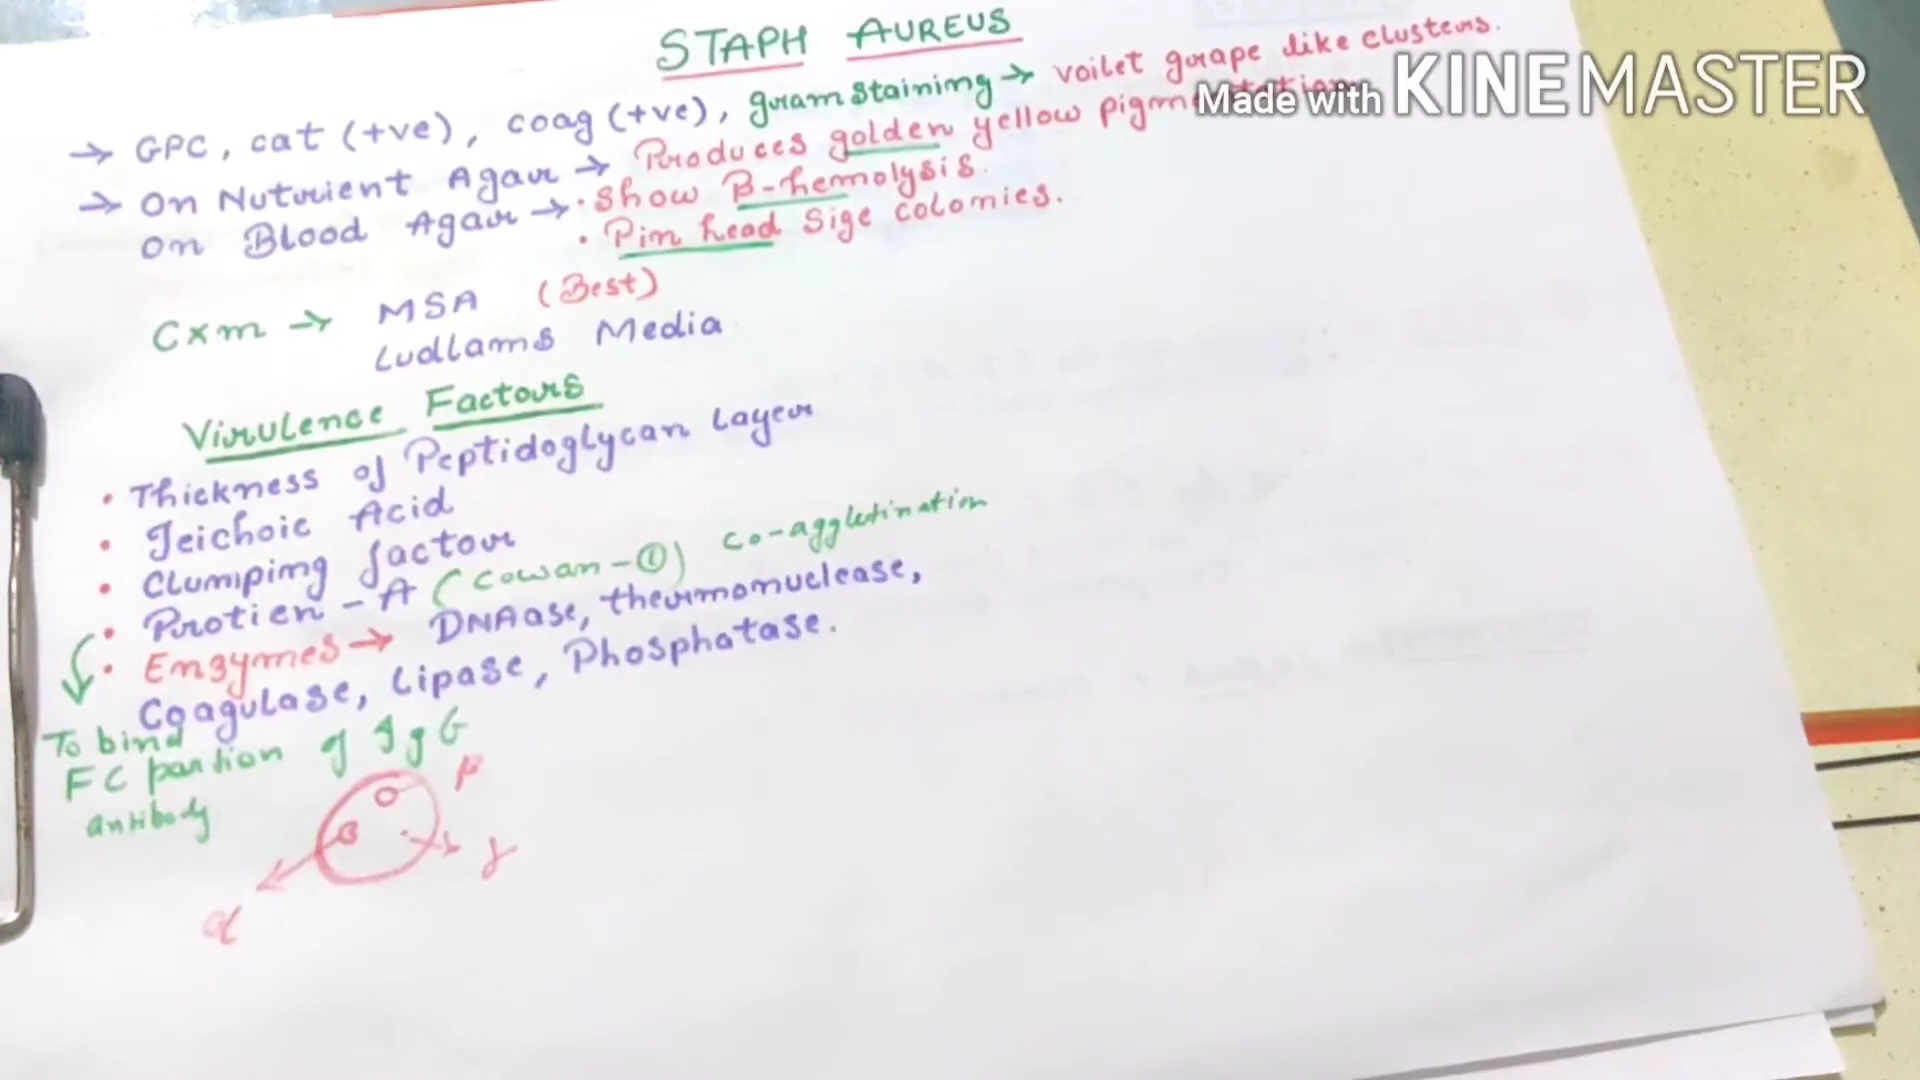 STAPH AUREUS
→ GPC, cat (+ve), coag (+ve), gram staining → voilet grape like clusters.
→ On Nutrient Agar → Produces golden yellow
Made with KINEMASTER
On Blood Agar → • Show B-hemolysis.
• Pin head Size colonies.
Cxm → MSA (Best)
Ludlams Media
Virulence Factors
• Thickness of Peptidoglycan Layer
• Teichoic Acid
• Clumping factor
• Protien - A (Cowan - ①) co-aggletination
• Enzymes → DNAase, thermonuclease,
Coagulase, Lipase, Phosphatase.
To bind
FC portion of IgG
antibody
α
γ